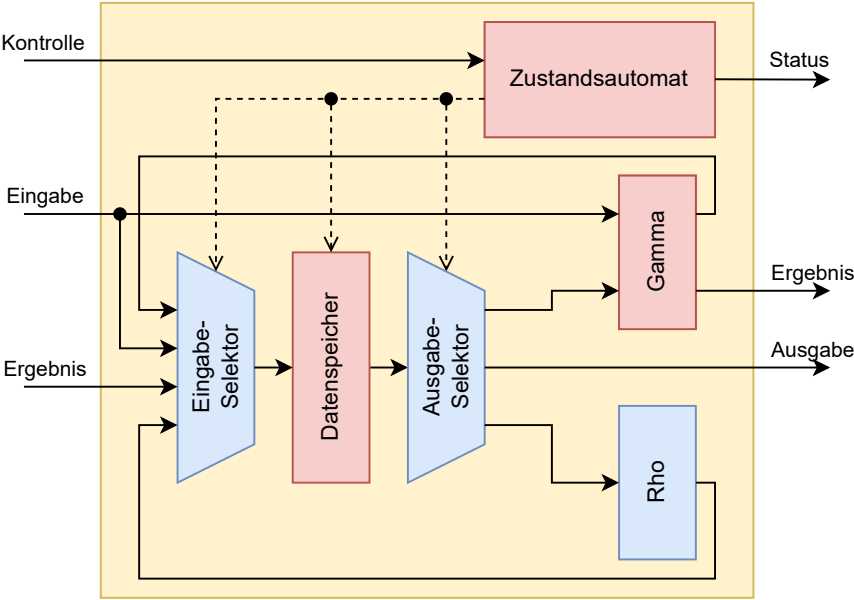 Kontrolle
Zustandsautomat
Status
Eingabe
Gamma
Ergebnis
Ergebnis
Eingabe-
Selektor
Datenspeicher
Ausgabe-
Selektor
Ausgabe
Rho